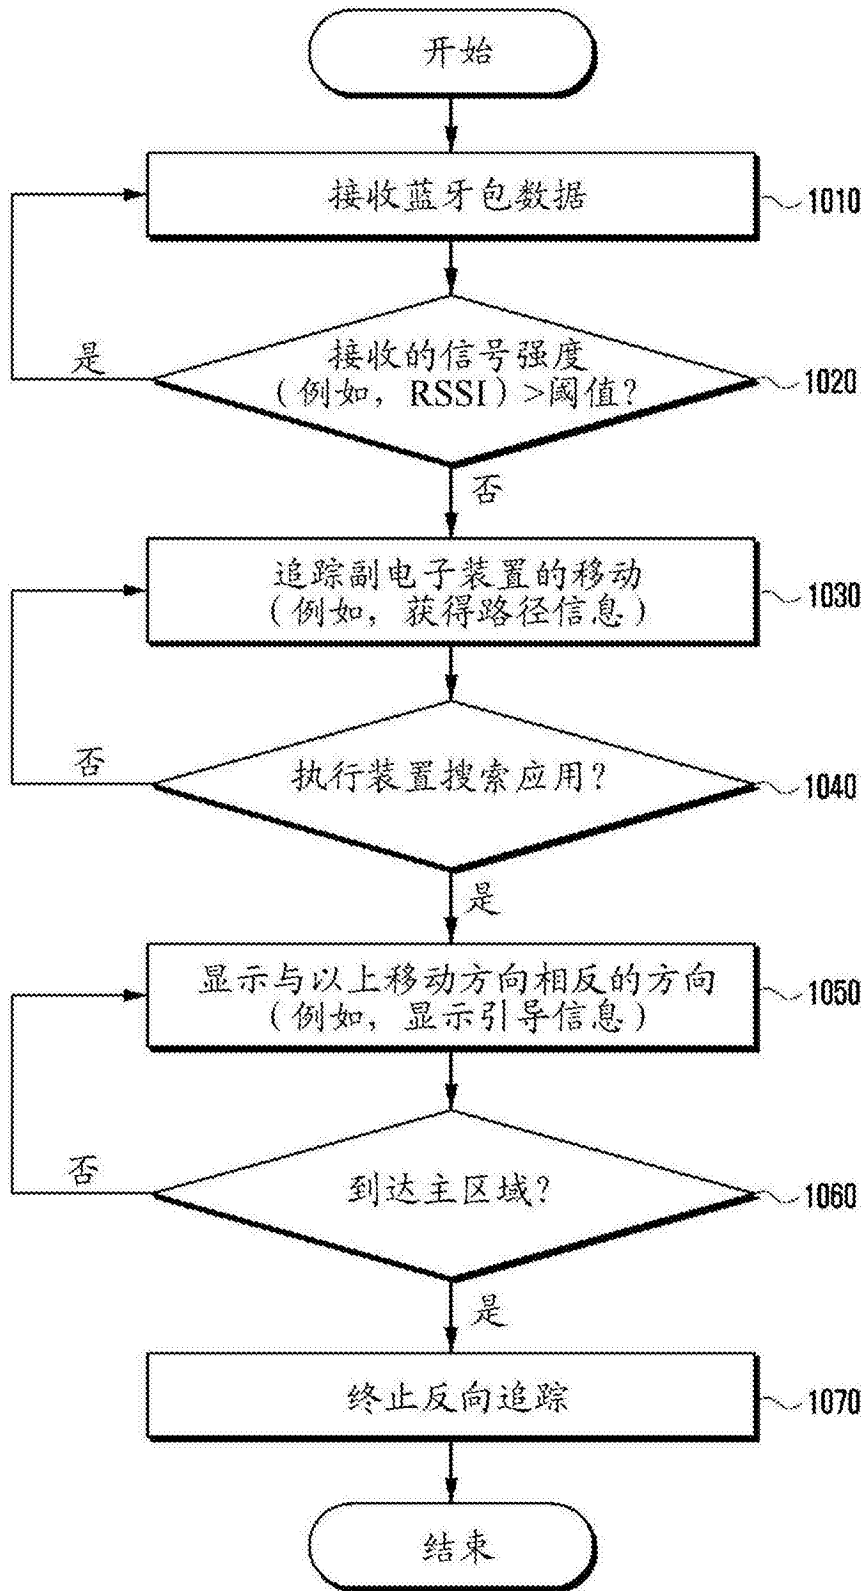 开始
接收蓝牙包数据
1010
接收的信号强度
(例如，RSSI)>阈值?
1020
是
否
追踪副电子装置的移动
(例如，获得路径信息)
1030
执行装置搜索应用?
1040
否
是
显示与以上移动方向相反的方向
(例如，显示引导信息)
1050
到达主区域?
1060
否
是
终止反向追踪
1070
结束